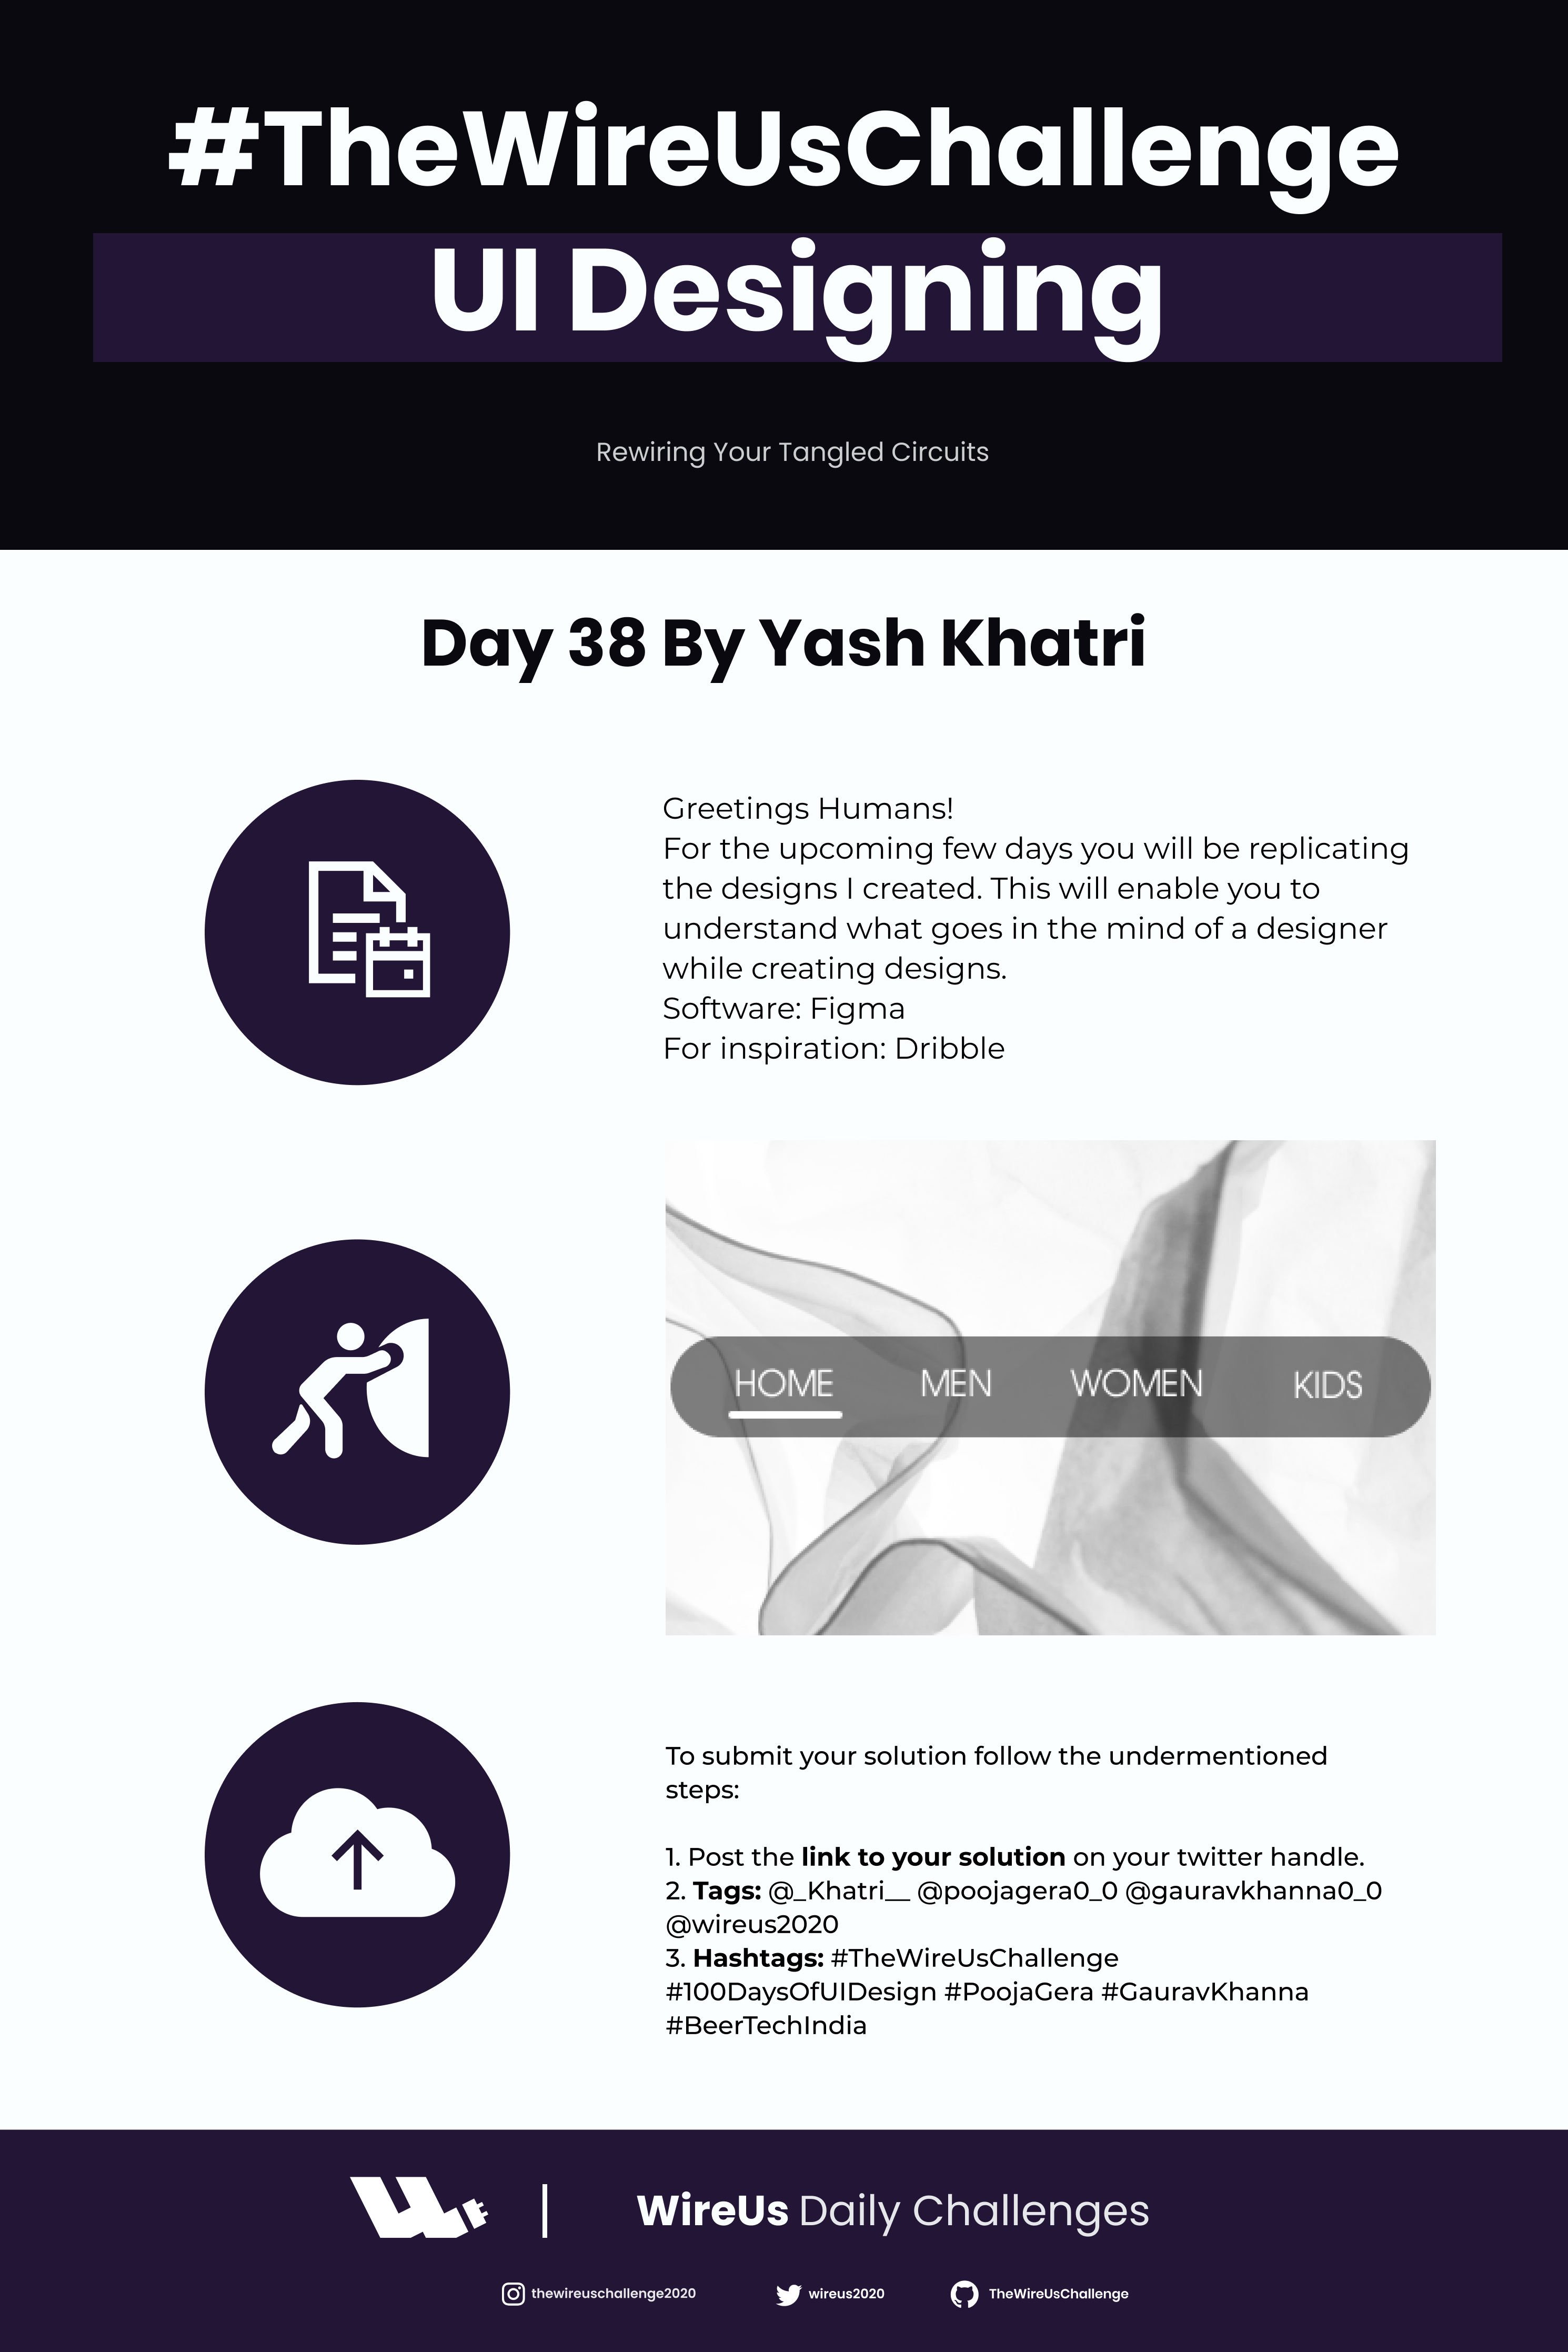 #TheWireUsChallenge
UI Designing
Rewiring Your Tangled Circuits
Day 38 By Yash Khatri
Greetings Humans!
For the upcoming few days you will be replicating
the designs I created. This will enable you to
understand what goes in the mind of a designer
while creating designs.
Software: Figma
For inspiration: Dribble
HOME MEN WOMEN KIDS
To submit your solution follow the undermentioned
steps:
1. Post the link to your solution on your twitter handle.
2. Tags: @_Khatri__ @poojagera0_0 @gauravkhanna0_0
@wireus2020
3. Hashtags: #TheWireUsChallenge
#100DaysOfUIDesign #PoojaGera #GauravKhanna
#BeerTechIndia
WireUs Daily Challenges
thewireuschallenge2020 wireus2020 TheWireUsChallenge